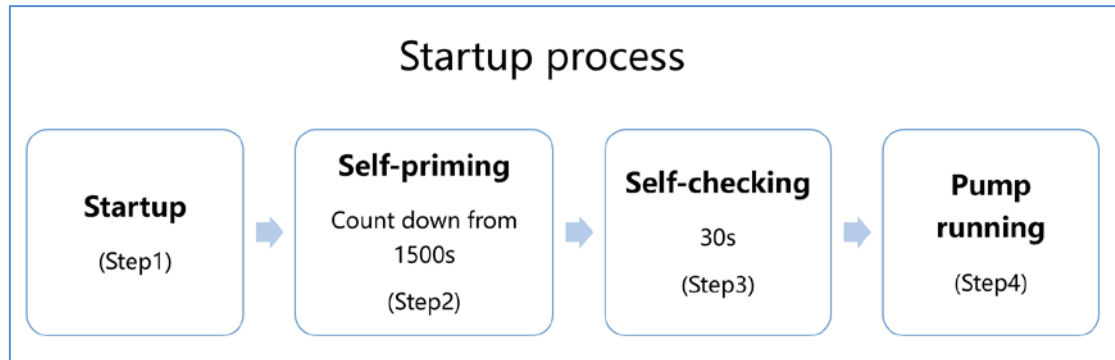 Startup process
Startup
(Step1)
Self-priming
Count down from
1500s
(Step2)
Self-checking
30s
(Step3)
Pump
running
(Step4)